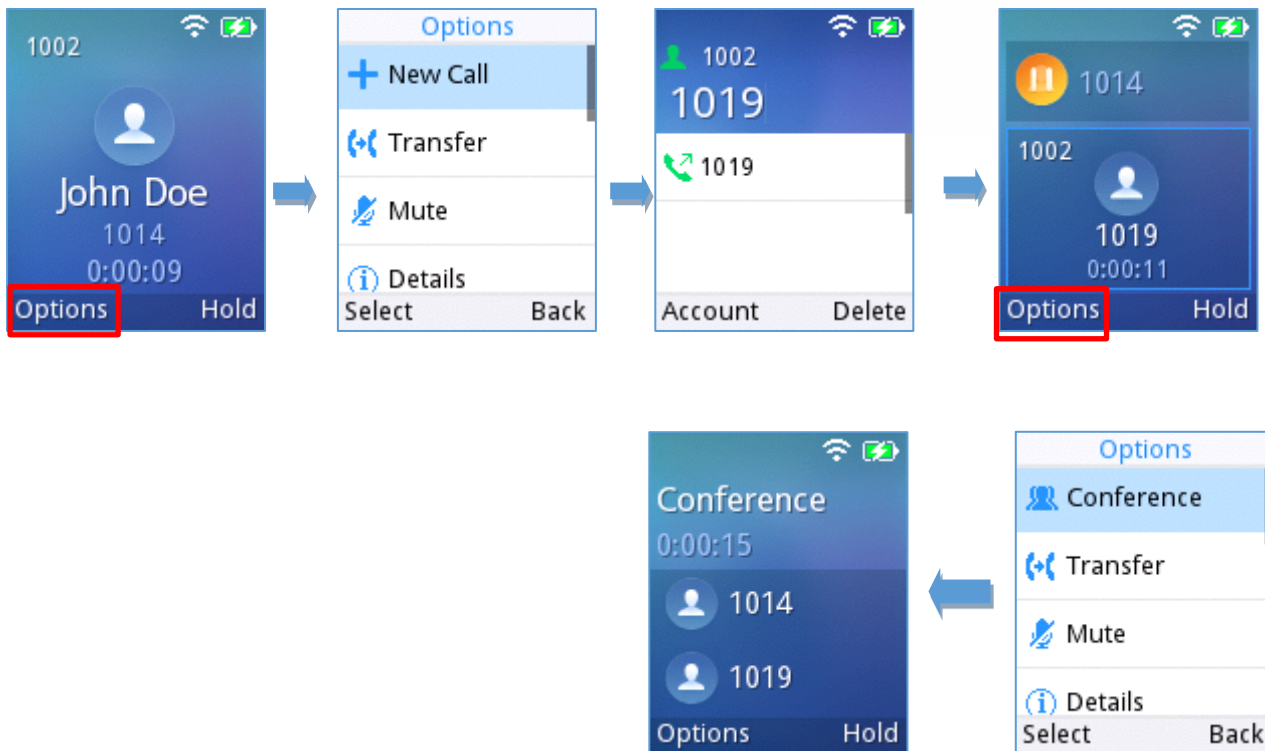 1002
John Doe
1014
0:00:09
Options Hold
Options
New Call
Transfer
Mute
Details
Select Back
1002
1019
1019
Account Delete
1014
1002
1019
0:00:11
Options Hold
Conference
0:00:15
1014
1019
Options Hold
Options
Conference
Transfer
Mute
Details
Select Back